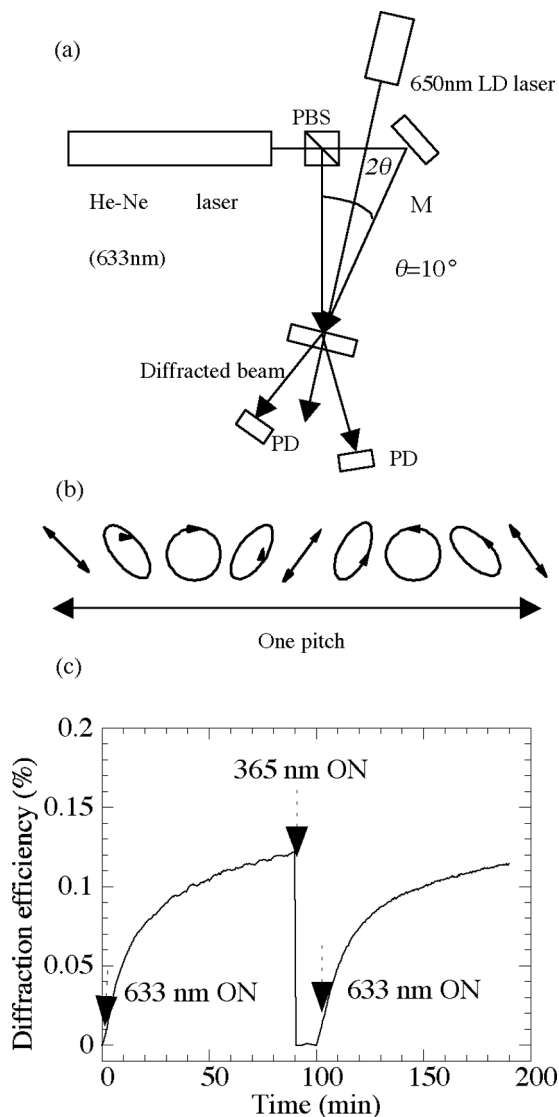 (a)
650nm LD laser
PBS
2θ
He-Ne laser
M
(633nm)
θ=10°
Diffracted beam
PD
PD
(b)
One pitch
(c)
Diffraction efficiency (%)
0.2
0.15
0.1
0.05
0
365 nm ON
633 nm ON
633 nm ON
0 50 100 150 200
Time (min)